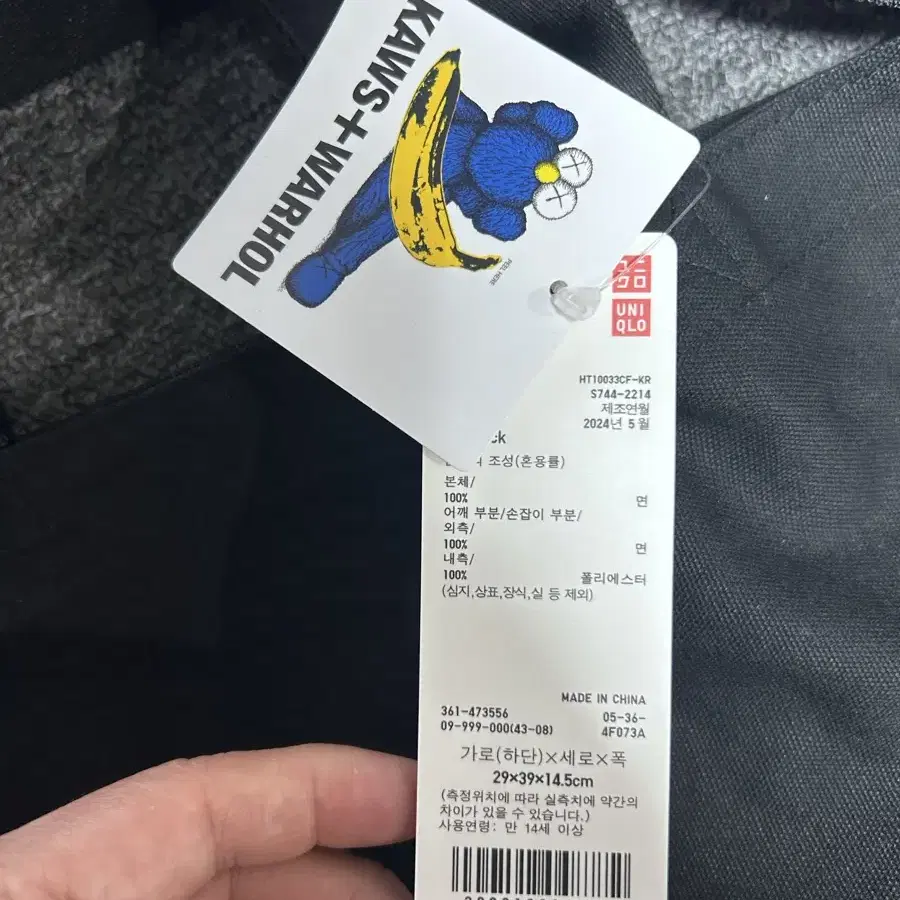 KAWS+WARHOL
PEEL HERE
UNI
QLO
HT10033CF-KR
S744-2214
제조연월
2024년 5월
조성(혼용률)
본체/
100% 면
어깨 부분/손잡이 부분/
외측/
100% 면
내측/
100% 폴리에스터
(심지,상표,장식,실 등 제외)
MADE IN CHINA
361-473556 05-36-
09-999-000(43-08) 4F073A
가로(하단)×세로×폭
29×39×14.5cm
(측정위치에 따라 실측치에 약간의
차이가 있을 수 있습니다.)
사용연령: 만 14세 이상